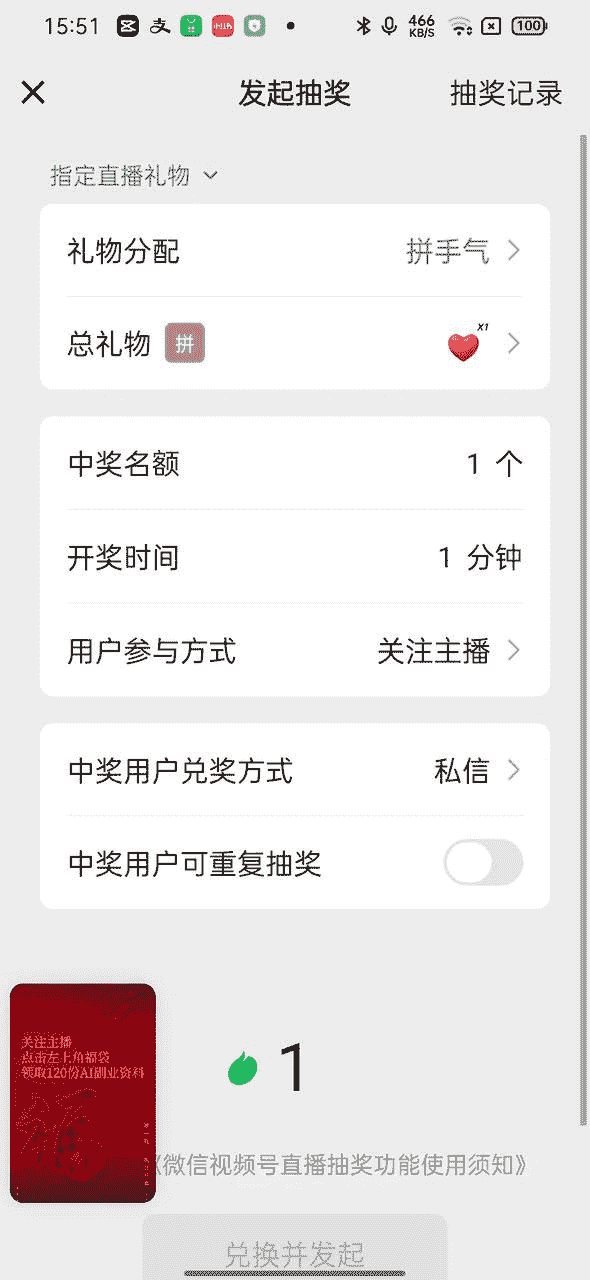 15:51
支
小红书
466
KB/S
100
发起抽奖
抽奖记录
指定直播礼物
礼物分配
拼手气
总礼物
拼
X1
中奖名额
1 个
开奖时间
1 分钟
用户参与方式
关注主播
中奖用户兑奖方式
私信
中奖用户可重复抽奖
关注主播
点击左上角福袋
领取120份AI副业资料
1
《微信视频号直播抽奖功能使用须知》
兑换并发起